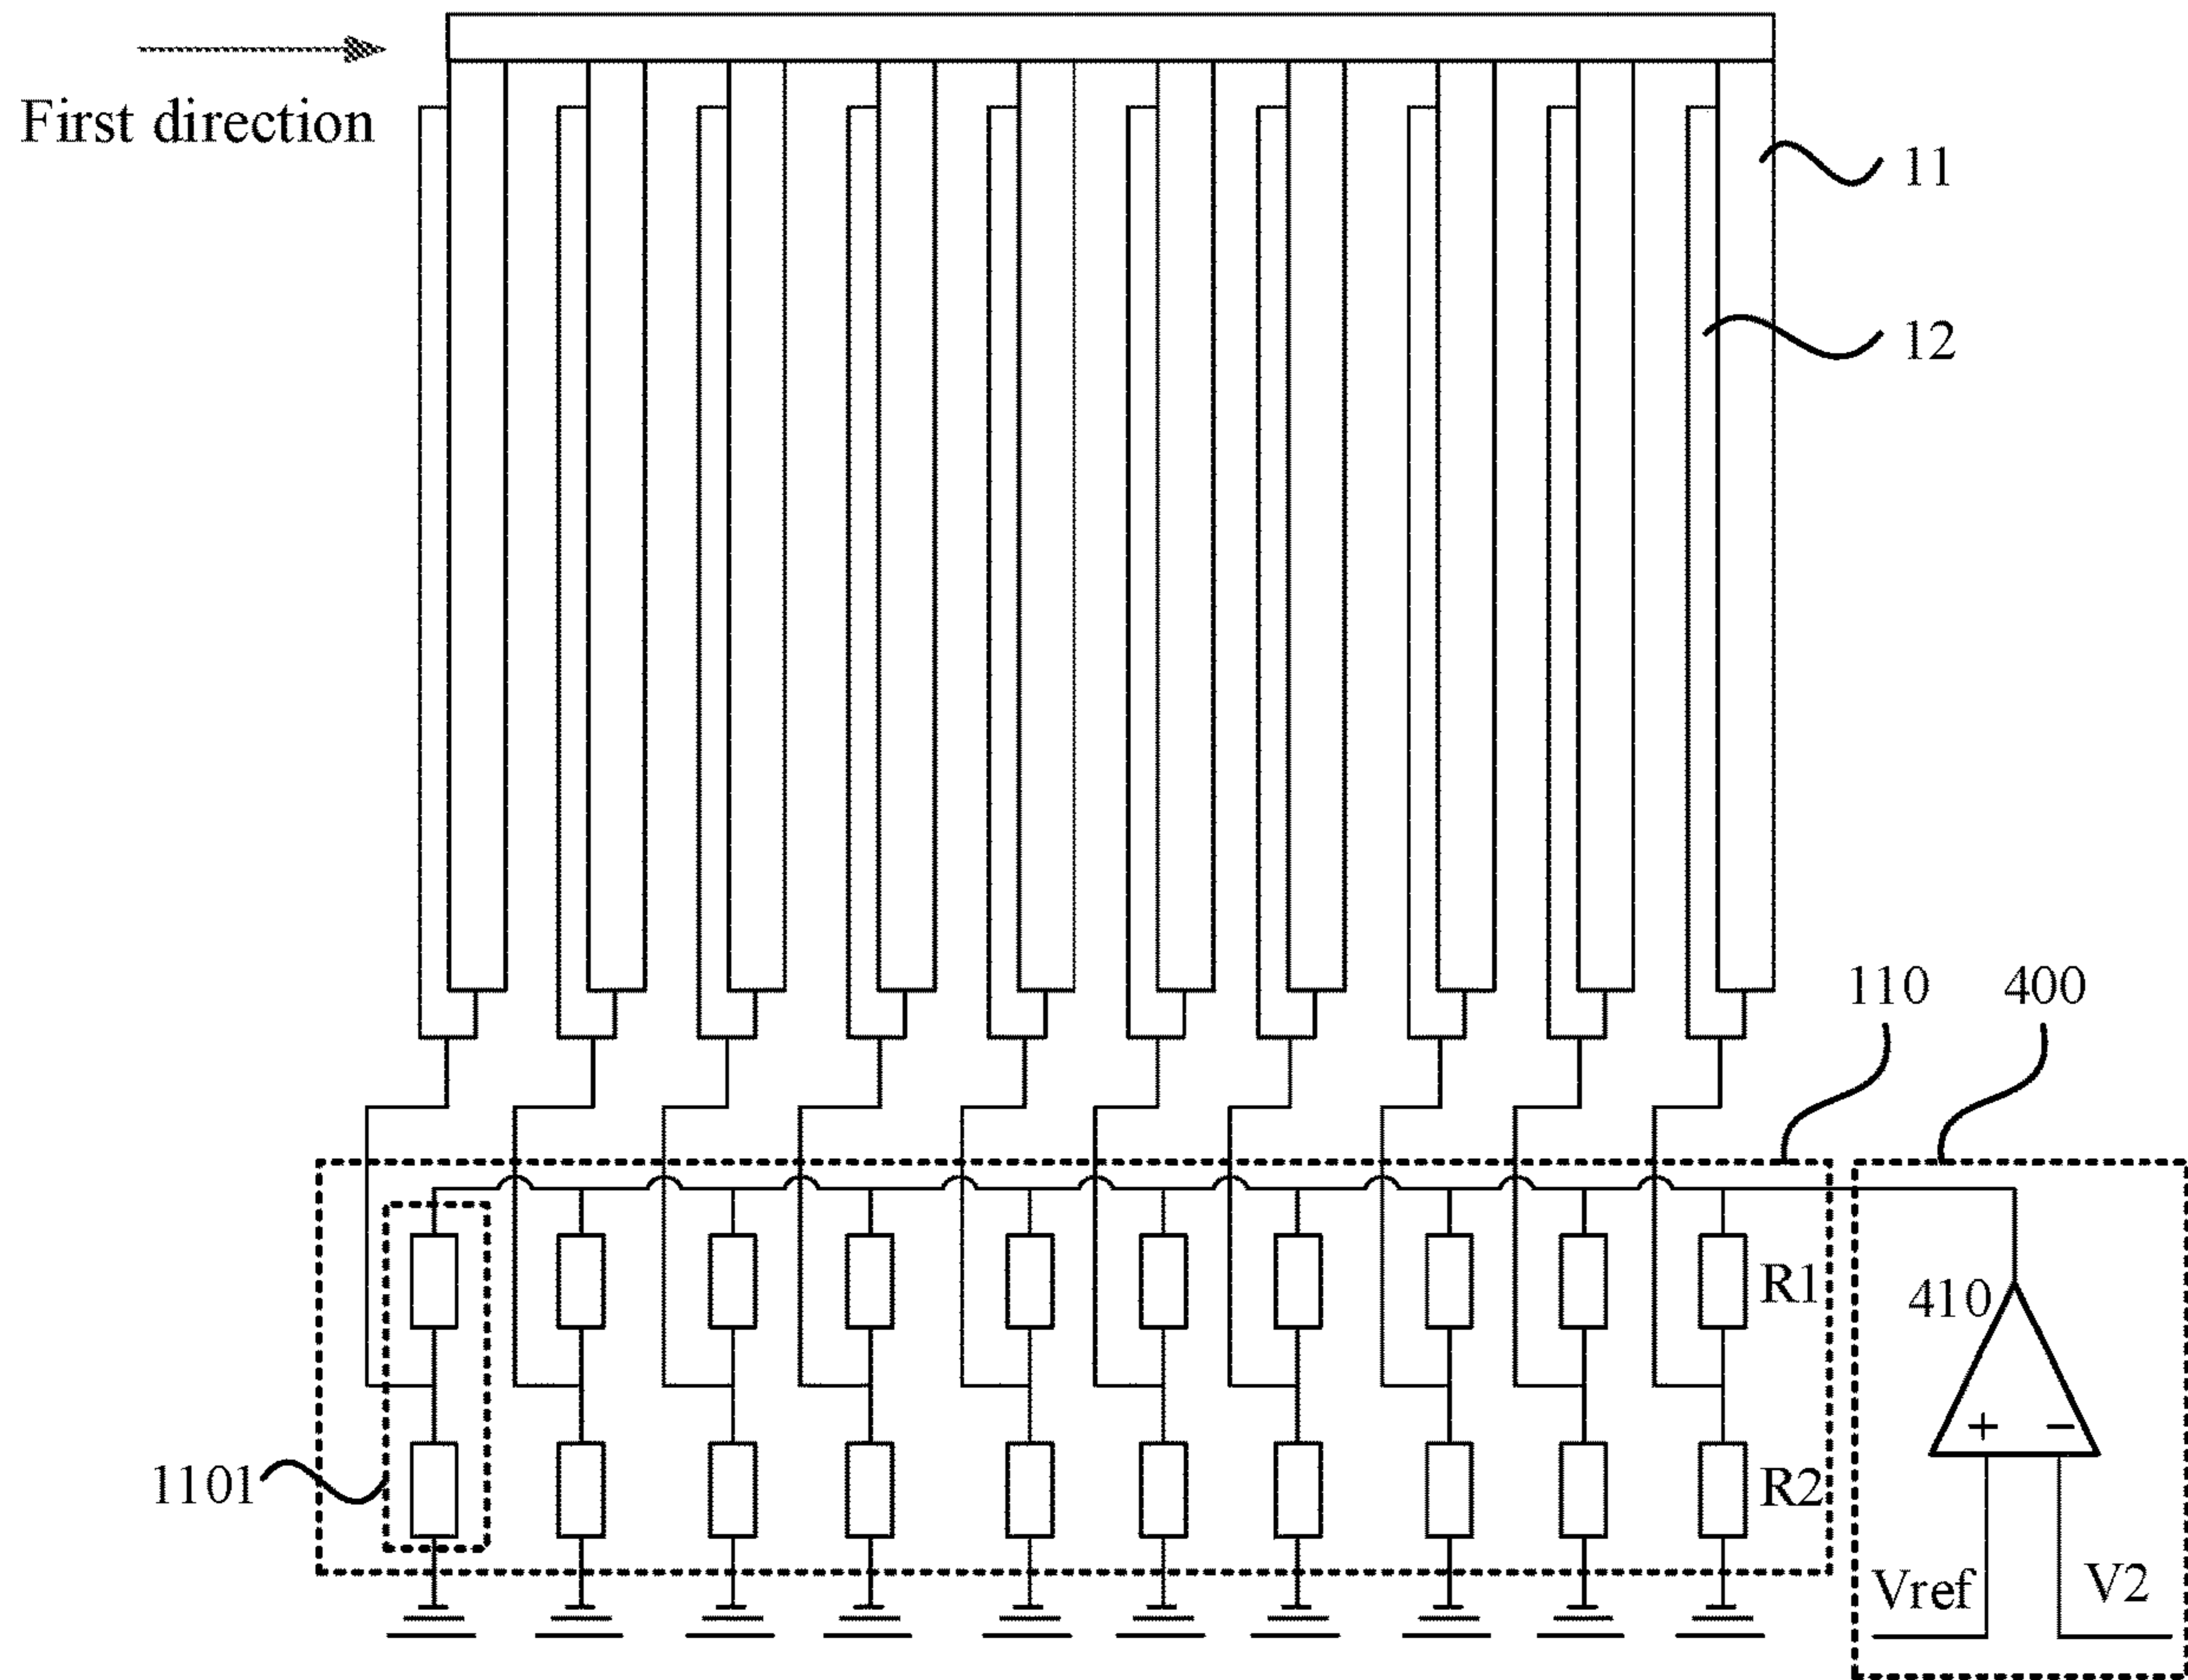 First direction
11
12
110
400
R1
410
+
−
1101
R2
Vref
V2